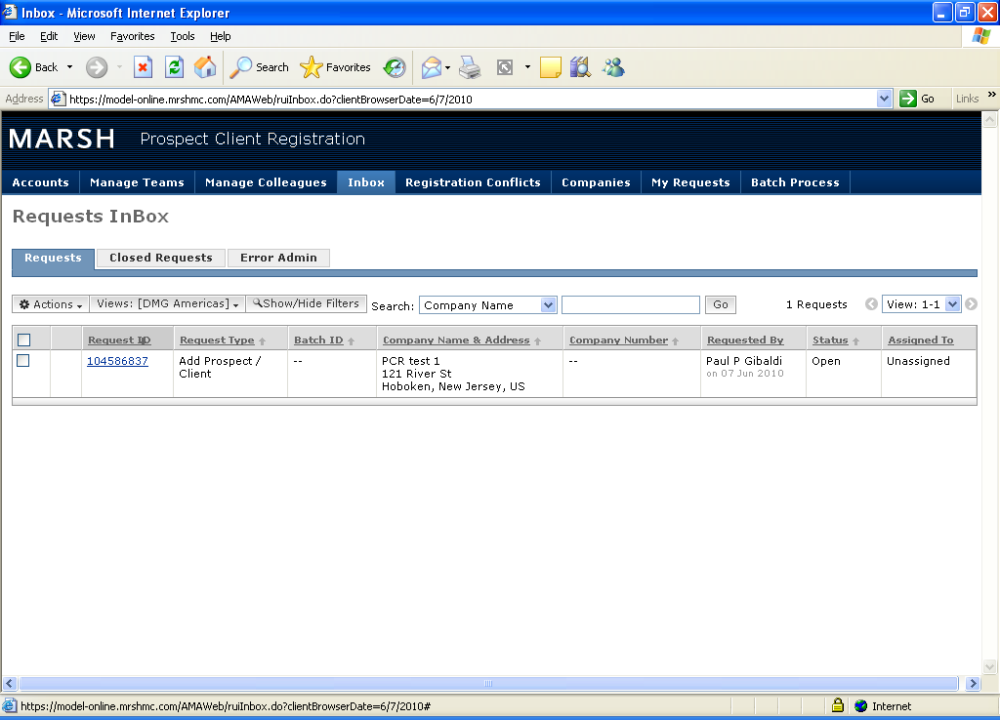 Inbox - Microsoft Internet Explorer
File Edit View Favorites Tools Help
Back Search Favorites
Address https://model-online.mrshmc.com/AMAWeb/ruiInbox.do?clientBrowserDate=6/7/2010 Go Links »
MARSH Prospect Client Registration
Accounts Manage Teams Manage Colleagues Inbox Registration Conflicts Companies My Requests Batch Process
Requests InBox
Requests Closed Requests Error Admin
Actions Views: [DMG Americas] Show/Hide Filters Search: Company Name Go 1 Requests View: 1-1
Request ID Request Type Batch ID Company Name & Address Company Number Requested By Status Assigned To
104586837 Add Prospect / -- PCR test 1 -- Paul P Gibaldi Open Unassigned
Client 121 River St on 07 Jun 2010
Hoboken, New Jersey, US
https://model-online.mrshmc.com/AMAWeb/ruiInbox.do?clientBrowserDate=6/7/2010# Internet